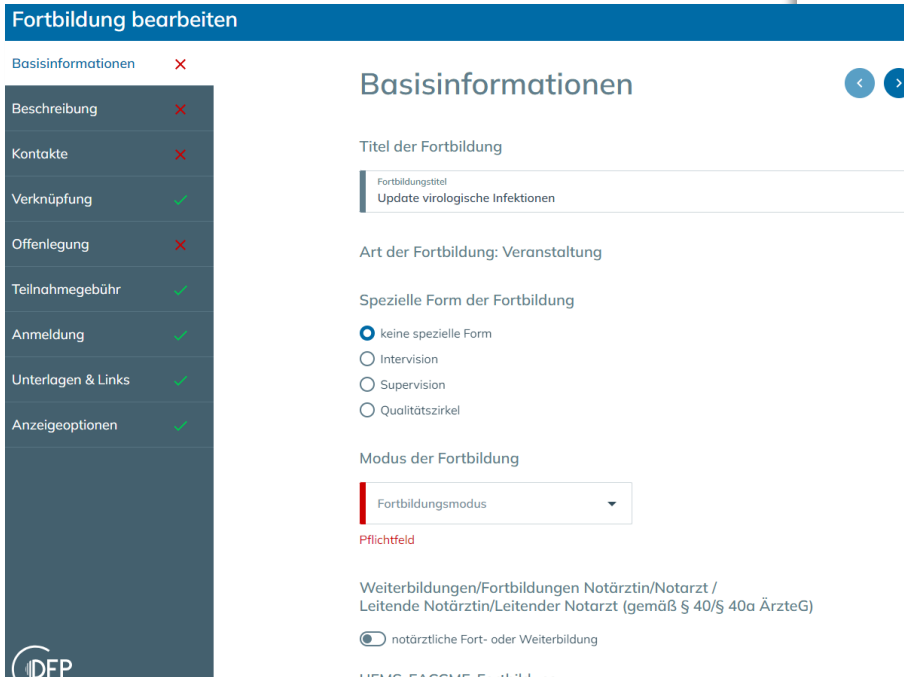 Fortbildung bearbeiten
Basisinformationen
Beschreibung
Kontakte
Verknüpfung
Offenlegung
Teilnahmegebühr
Anmeldung
Unterlagen & Links
Anzeigeoptionen
DFP
Basisinformationen
Titel der Fortbildung
Fortbildungstitel
Update virologische Infektionen
Art der Fortbildung: Veranstaltung
Spezielle Form der Fortbildung
keine spezielle Form
Intervision
Supervision
Qualitätszirkel
Modus der Fortbildung
Fortbildungsmodus
Pflichtfeld
Weiterbildungen/Fortbildungen Notärztin/Notarzt /
Leitende Notärztin/Leitender Notarzt (gemäß § 40/§ 40a ÄrzteG)
notärztliche Fort- oder Weiterbildung